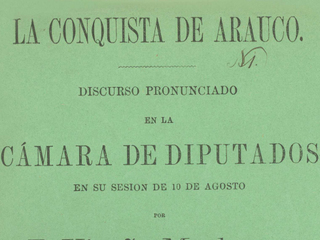 LA CONQUISTA DE ARAUCO.
DISCURSO PRONUNCIADO
EN LA
CÁMARA DE DIPUTADOS
EN SU SESION DE 10 DE AGOSTO
POR